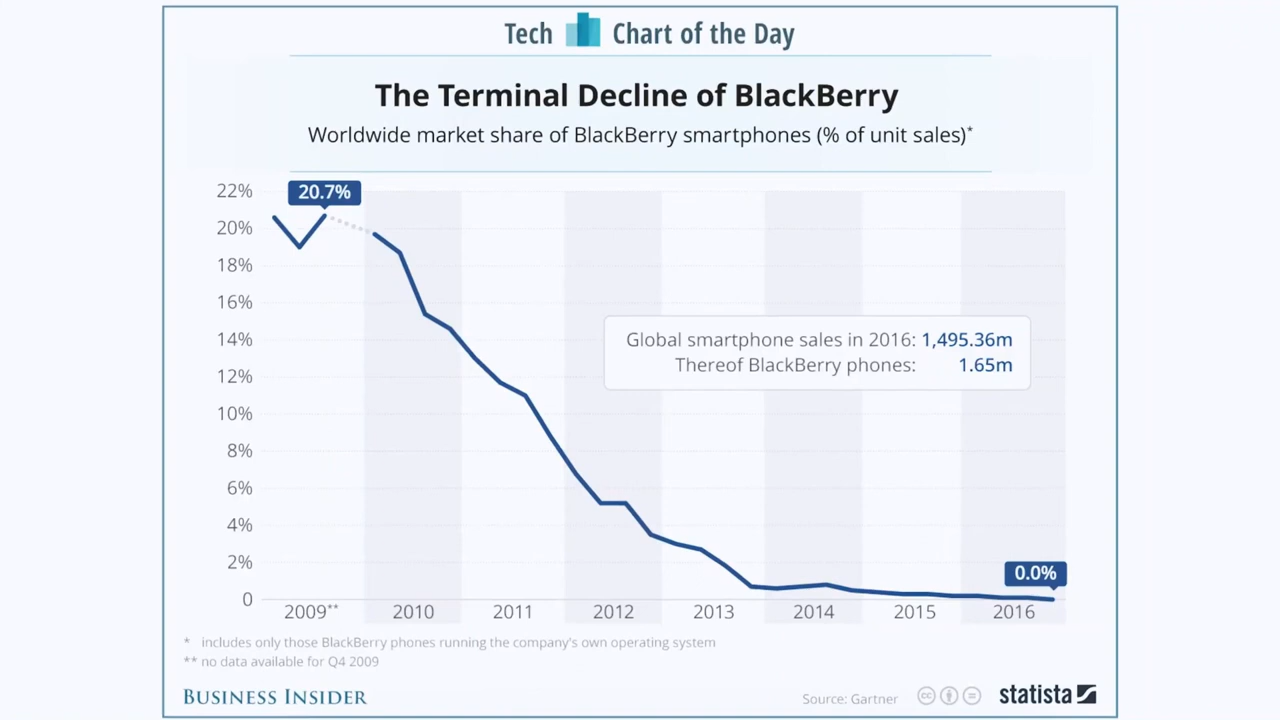 Tech Chart of the Day
The Terminal Decline of BlackBerry
Worldwide market share of BlackBerry smartphones (% of unit sales)*
22%
20%
18%
16%
14%
12%
10%
8%
6%
4%
2%
0
20.7%
Global smartphone sales in 2016: 1,495.36m
Thereof BlackBerry phones: 1.65m
0.0%
2009** 2010 2011 2012 2013 2014 2015 2016
* includes only those BlackBerry phones running the company's own operating system
** no data available for Q4 2009
BUSINESS INSIDER
Source: Gartner
cc
statista